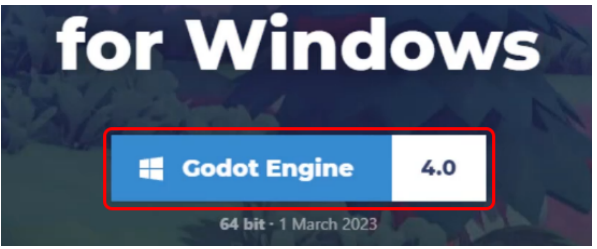 for Windows
Godot Engine 4.0
64 bit · 1 March 2023